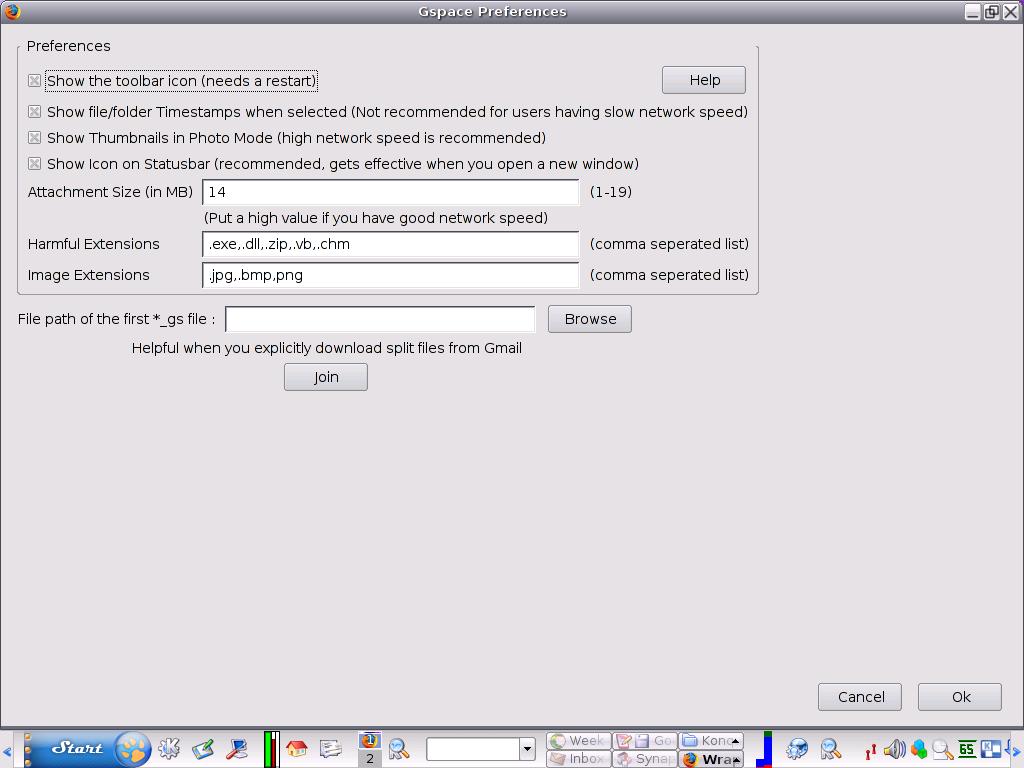 Gspace Preferences
Preferences
Show the toolbar icon (needs a restart)
Help
Show file/folder Timestamps when selected (Not recommended for users having slow network speed)
Show Thumbnails in Photo Mode (high network speed is recommended)
Show Icon on Statusbar (recommended, gets effective when you open a new window)
Attachment Size (in MB) 14 (1-19)
(Put a high value if you have good network speed)
Harmful Extensions .exe,.dll,.zip,.vb,.chm (comma seperated list)
Image Extensions .jpg,.bmp,png (comma seperated list)
File path of the first *_gs file : Browse
Helpful when you explicitly download split files from Gmail
Join
Cancel Ok
Start 2 Week Go Kon 65
Inbox Synap Wra